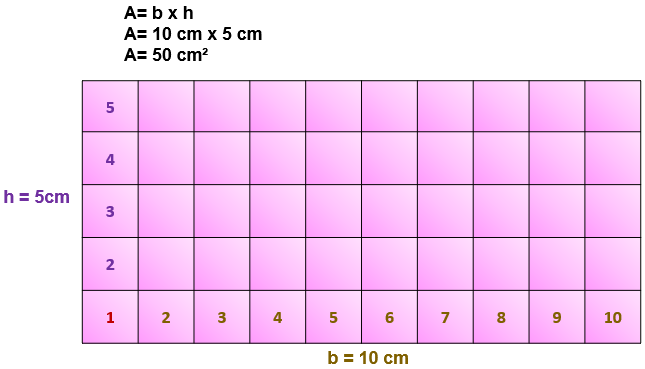 A= b x h
A= 10 cm x 5 cm
A= 50 cm²
5
4
h = 5cm
3
2
1 2 3 4 5 6 7 8 9 10
b = 10 cm